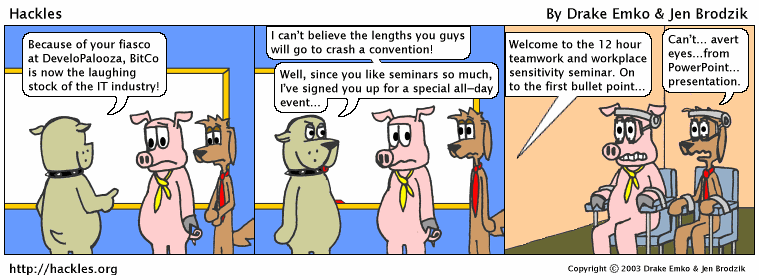 Hackles
By Drake Emko & Jen Brodzik
Because of your fiasco
at DeveloPalooza, BitCo
is now the laughing
stock of the IT industry!
I can't believe the lengths you guys
will go to crash a convention!
Well, since you like seminars so much,
I've signed you up for a special all-day
event...
Welcome to the 12 hour
teamwork and workplace
sensitivity seminar. On
to the first bullet point...
Can't... avert
eyes...from
PowerPoint...
presentation.
http://hackles.org
Copyright © 2003 Drake Emko & Jen Brodzik